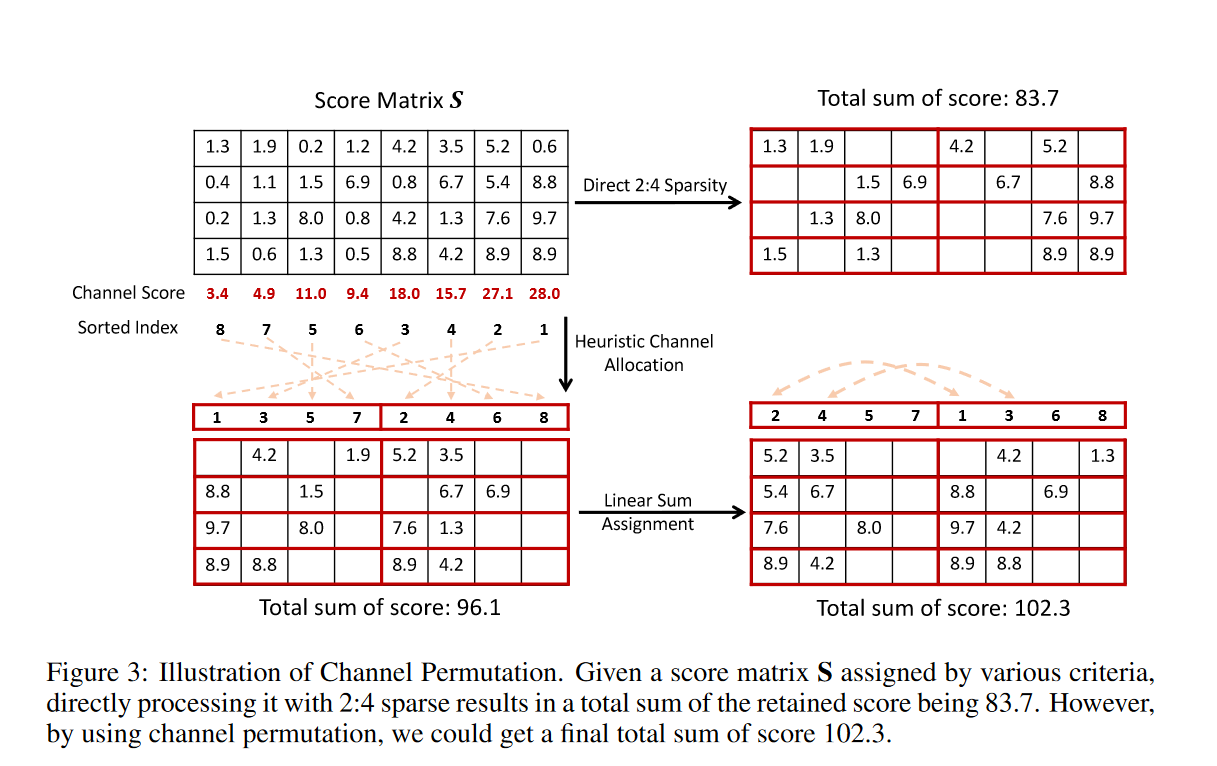 Score Matrix S
1.3 1.9 0.2 1.2 4.2 3.5 5.2 0.6
0.4 1.1 1.5 6.9 0.8 6.7 5.4 8.8
0.2 1.3 8.0 0.8 4.2 1.3 7.6 9.7
1.5 0.6 1.3 0.5 8.8 4.2 8.9 8.9
Channel Score 3.4 4.9 11.0 9.4 18.0 15.7 27.1 28.0
Sorted Index 8 7 5 6 3 4 2 1
Direct 2:4 Sparsity
Total sum of score: 83.7
1.3 1.9 4.2 5.2
1.5 6.9 6.7 8.8
1.3 8.0 7.6 9.7
1.5 1.3 8.9 8.9
Heuristic Channel
Allocation
1 3 5 7 2 4 6 8
4.2 1.9 5.2 3.5
8.8 1.5 6.7 6.9
9.7 8.0 7.6 1.3
8.9 8.8 8.9 4.2
Total sum of score: 96.1
Linear Sum
Assignment
2 4 5 7 1 3 6 8
5.2 3.5 4.2 1.3
5.4 6.7 8.8 6.9
7.6 8.0 9.7 4.2
8.9 4.2 8.9 8.8
Total sum of score: 102.3
Figure 3: Illustration of Channel Permutation. Given a score matrix S assigned by various criteria,
directly processing it with 2:4 sparse results in a total sum of the retained score being 83.7. However,
by using channel permutation, we could get a final total sum of score 102.3.